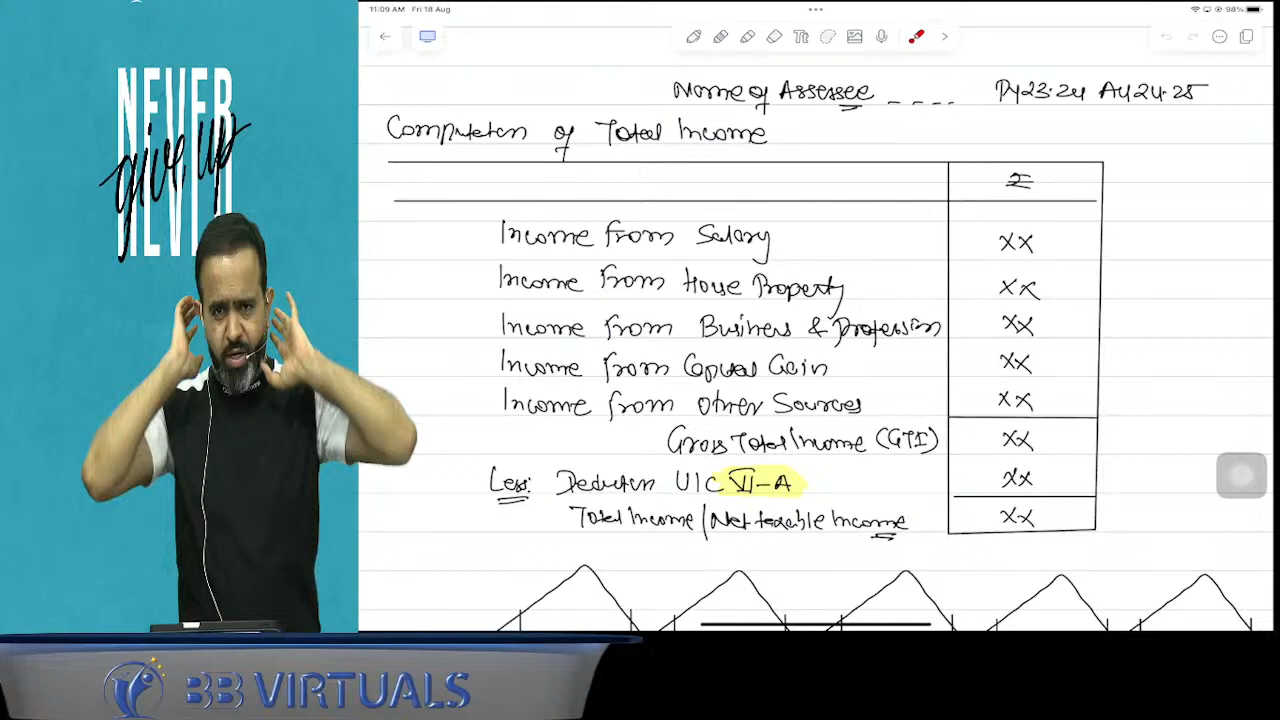 11:09 AM Fri 18 Aug
98%
NEVER
give up
NEVER
Name of Assessee ---- PY23-24 AY24-25
Computation of Total Income
₹
Income from Salary XX
Income from House Property XX
Income from Business & Profession XX
Income from Capital Gain XX
Income from Other Sources XX
Gross Total Income (GTI) XX
Less: Deduction U/C VI-A XX
Total Income/Net taxable Income XX
BB VIRTUALS